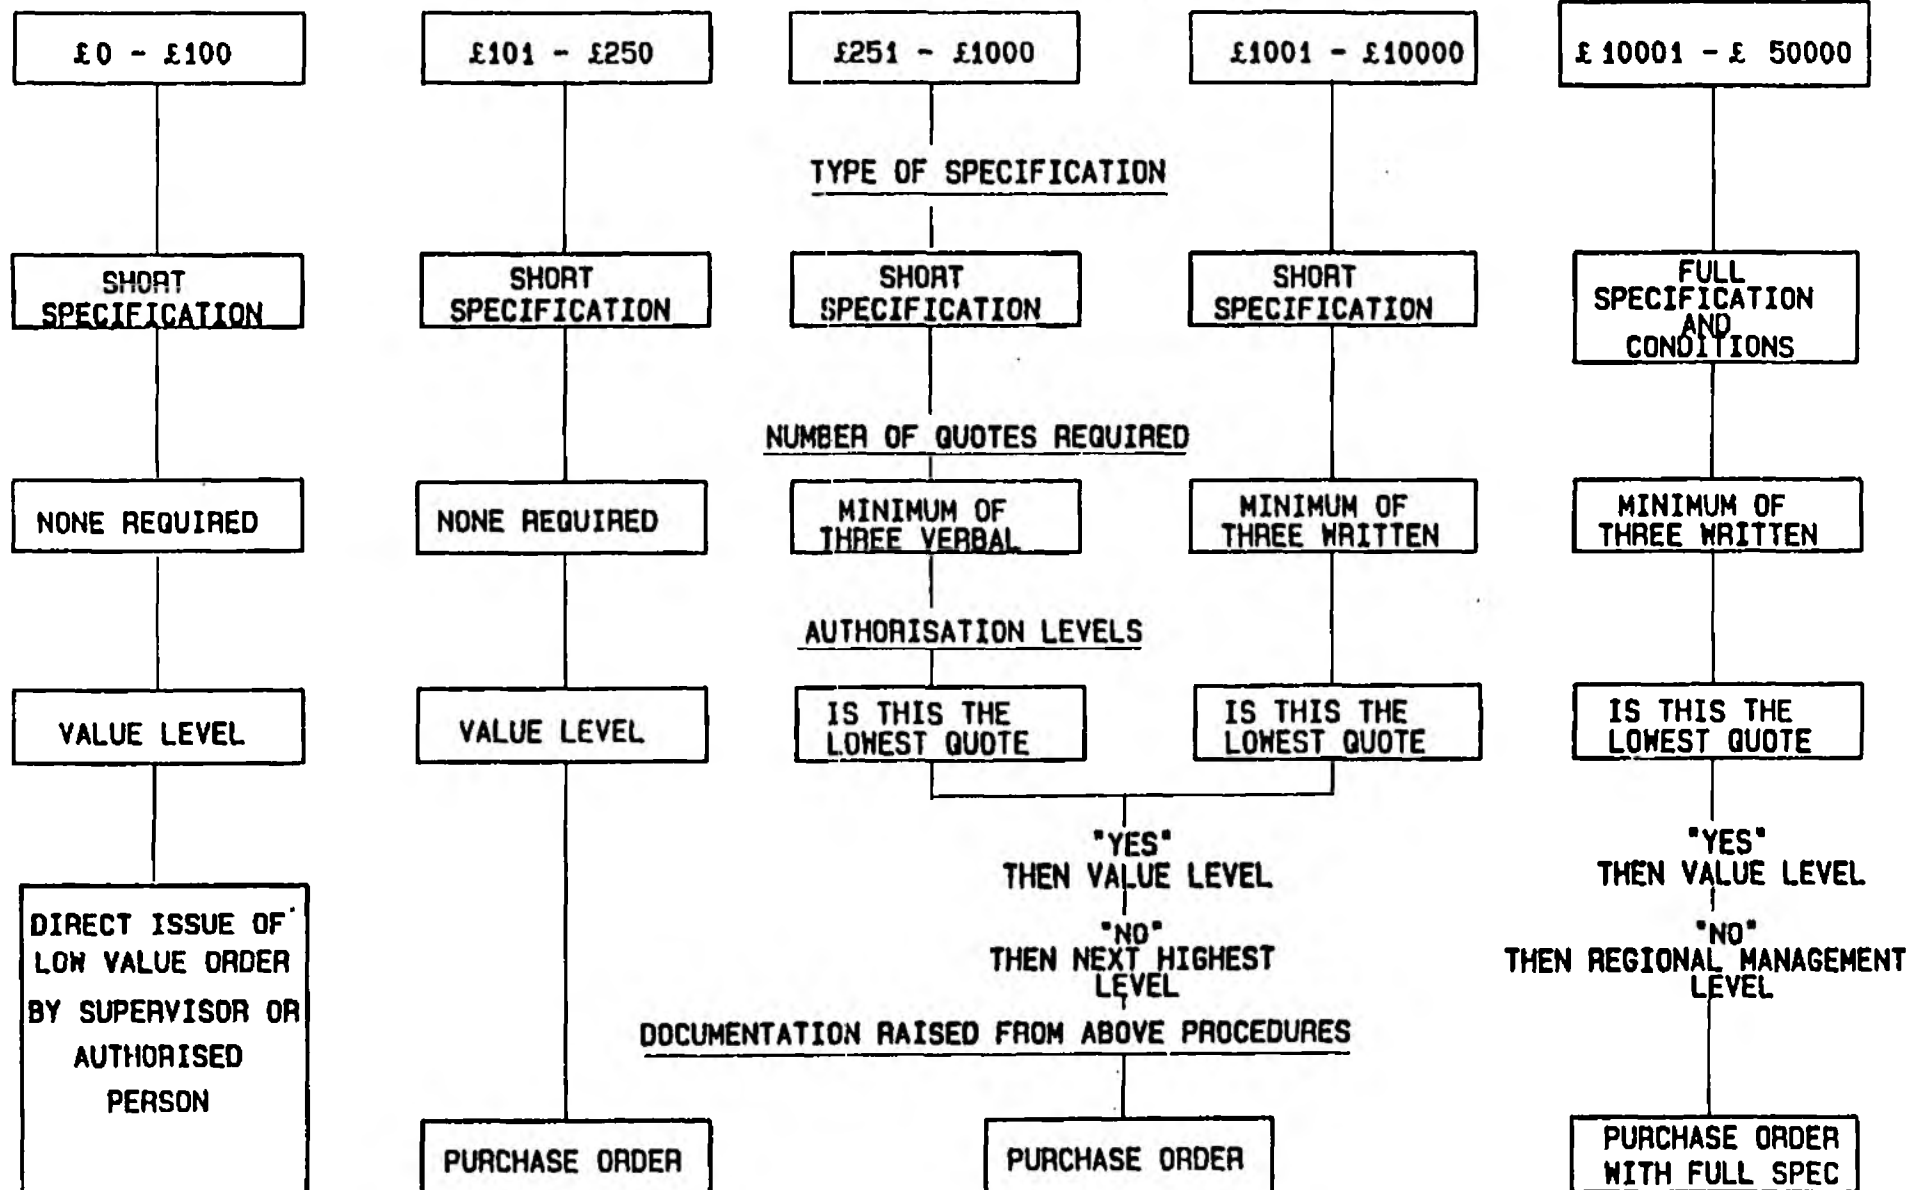 £0 - £100
£101 - £250
£251 - £1000
£1001 - £10000
£ 10001 - £ 50000
TYPE OF SPECIFICATION
SHORT
SPECIFICATION
SHORT
SPECIFICATION
SHORT
SPECIFICATION
SHORT
SPECIFICATION
FULL
SPECIFICATION
AND
CONDITIONS
NUMBER OF QUOTES REQUIRED
NONE REQUIRED
NONE REQUIRED
MINIMUM OF
THREE VERBAL
MINIMUM OF
THREE WRITTEN
MINIMUM OF
THREE WRITTEN
AUTHORISATION LEVELS
VALUE LEVEL
VALUE LEVEL
IS THIS THE
LOWEST QUOTE
IS THIS THE
LOWEST QUOTE
IS THIS THE
LOWEST QUOTE
"YES"
THEN VALUE LEVEL
"NO"
THEN NEXT HIGHEST
LEVEL
"YES"
THEN VALUE LEVEL
"NO"
THEN REGIONAL MANAGEMENT
LEVEL
DOCUMENTATION RAISED FROM ABOVE PROCEDURES
DIRECT ISSUE OF
LOW VALUE ORDER
BY SUPERVISOR OR
AUTHORISED
PERSON
PURCHASE ORDER
PURCHASE ORDER
PURCHASE ORDER
WITH FULL SPEC